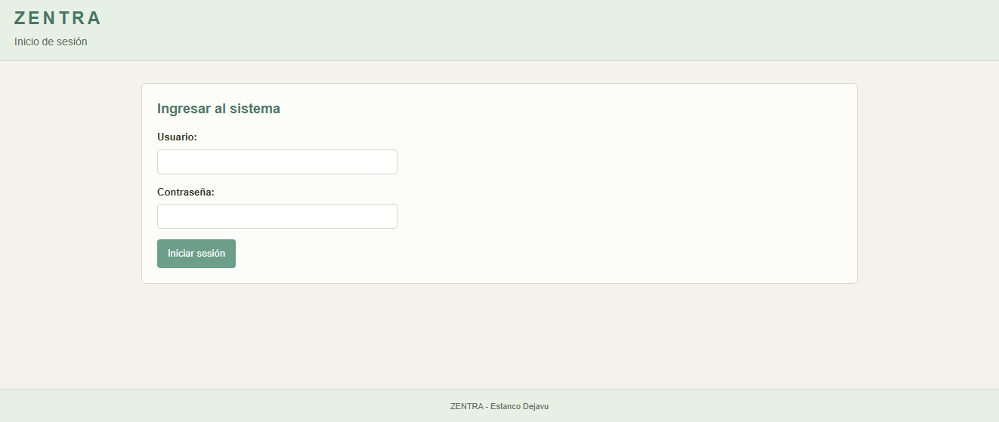 ZENTRA
Inicio de sesión
Ingresar al sistema
Usuario:
Contraseña:
Iniciar sesión
ZENTRA - Estanco Dejavu